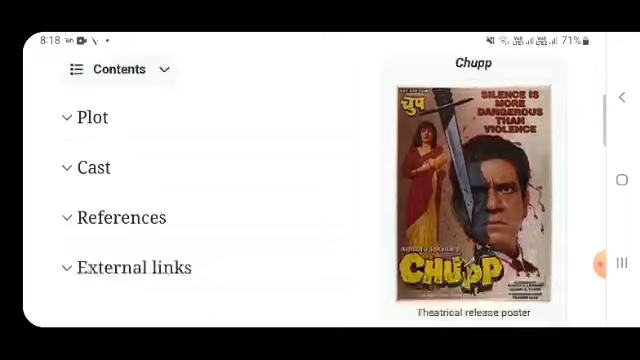 8:18
71%
Contents
Plot
Cast
References
External links
Chupp
चुप
SILENCE IS
MORE
DANGEROUS
THAN
VIOLENCE
CHUPP
Theatrical release poster